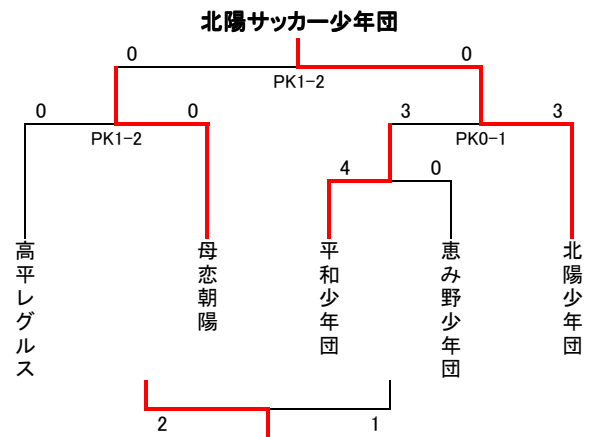 北陽サッカー少年団
0 0
PK1-2
0 0 3 3
PK1-2 PK0-1
4 0
高平レグルス
母恋朝陽
平和少年団
恵み野少年団
北陽少年団
2 1